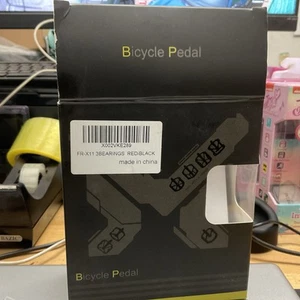 Bicycle Pedal
X002VKE289
FR-X11 3BEARINGS RED-BLACK
made in china
Bicycle Pedal